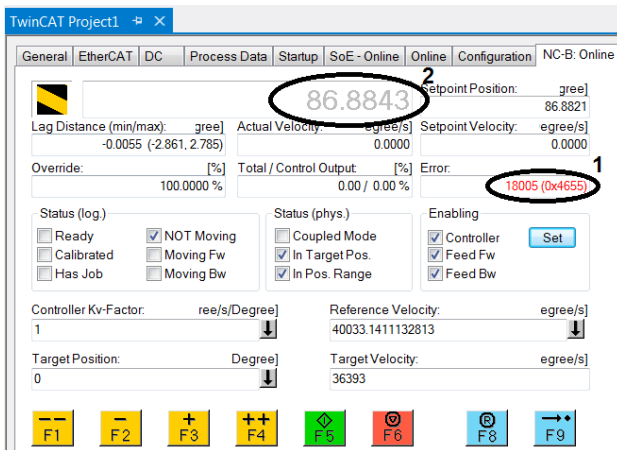 TwinCAT Project1
General EtherCAT DC Process Data Startup SoE - Online Online Configuration NC-B: Online
2
86.8843
Setpoint Position: gree]
86.8821
Lag Distance (min/max): gree] Actual Velocity: egree/s] Setpoint Velocity: egree/s]
-0.0055 (-2.861, 2.785) 0.0000 0.0000
1
Override: [%] Total / Control Output: [%] Error:
100.0000 % 0.00 / 0.00 % 18005 (0x4655)
Status (log.) Status (phys.) Enabling
Ready NOT Moving Coupled Mode Controller Set
Calibrated Moving Fw In Target Pos. Feed Fw
Has Job Moving Bw In Pos. Range Feed Bw
Controller Kv-Factor: ree/s/Degree] Reference Velocity: egree/s]
1 40033.1411132813
Target Position: Degree] Target Velocity: egree/s]
0 36393
-- - + ++ R
F1 F2 F3 F4 F5 F6 F8 F9